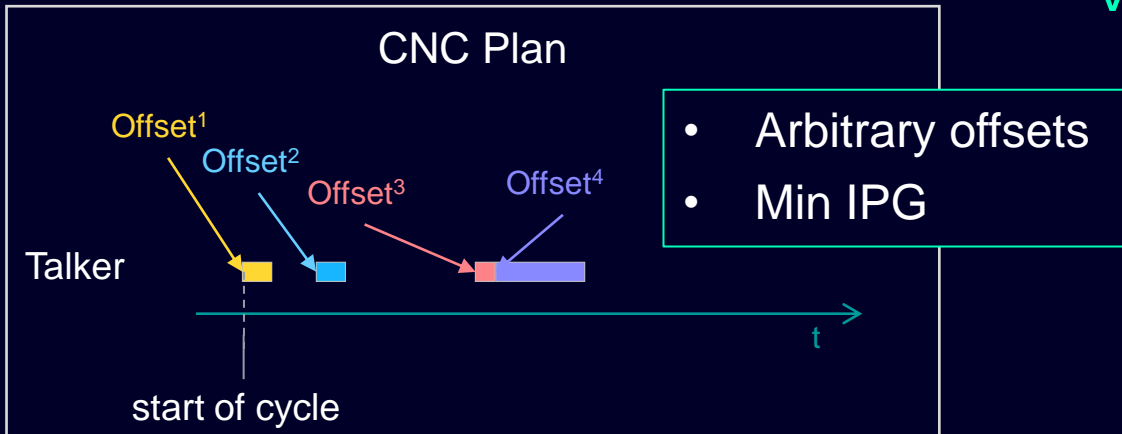 CNC Plan
Offset¹
Offset²
Offset³
Offset⁴
• Arbitrary offsets
• Min IPG
Talker
t
start of cycle